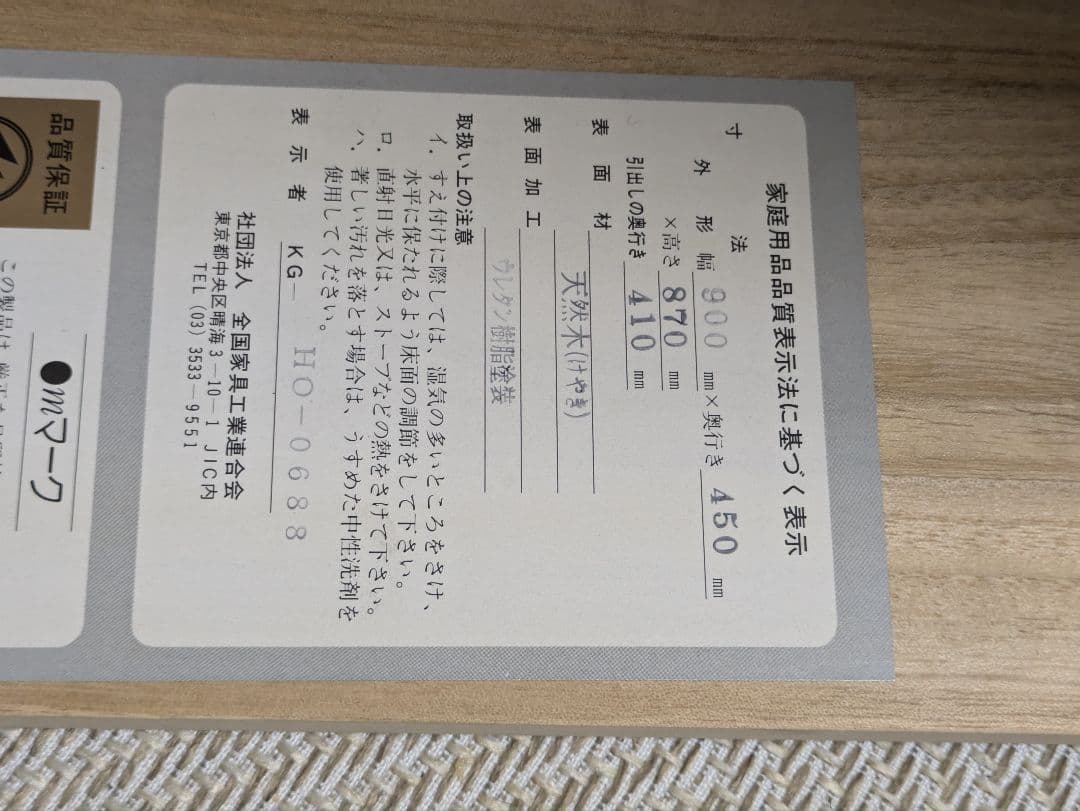 家庭用品品質表示法に基づく表示
寸法
外形 幅 900 mm×奥行き 450 mm
×高さ 870 mm
引出しの奥行き 410 mm
表面材 天然木(けやき)
表面加工 ウレタン樹脂塗装
取扱い上の注意
イ. すえ付けに際しては、湿気の多いところをさけ、
水平に保たれるよう床面の調節をして下さい。
ロ. 直射日光又は、ストーブなどの熱をさけて下さい。
ハ. 著しい汚れを落とす場合は、うすめた中性洗剤を
使用してください。
表示者 KG- HO-0688
社団法人 全国家具工業連合会
東京都中央区晴海3-10-1 JIC内
TEL (03) 3533-9551
品質保証
●mマーク
この製品は、厳正な